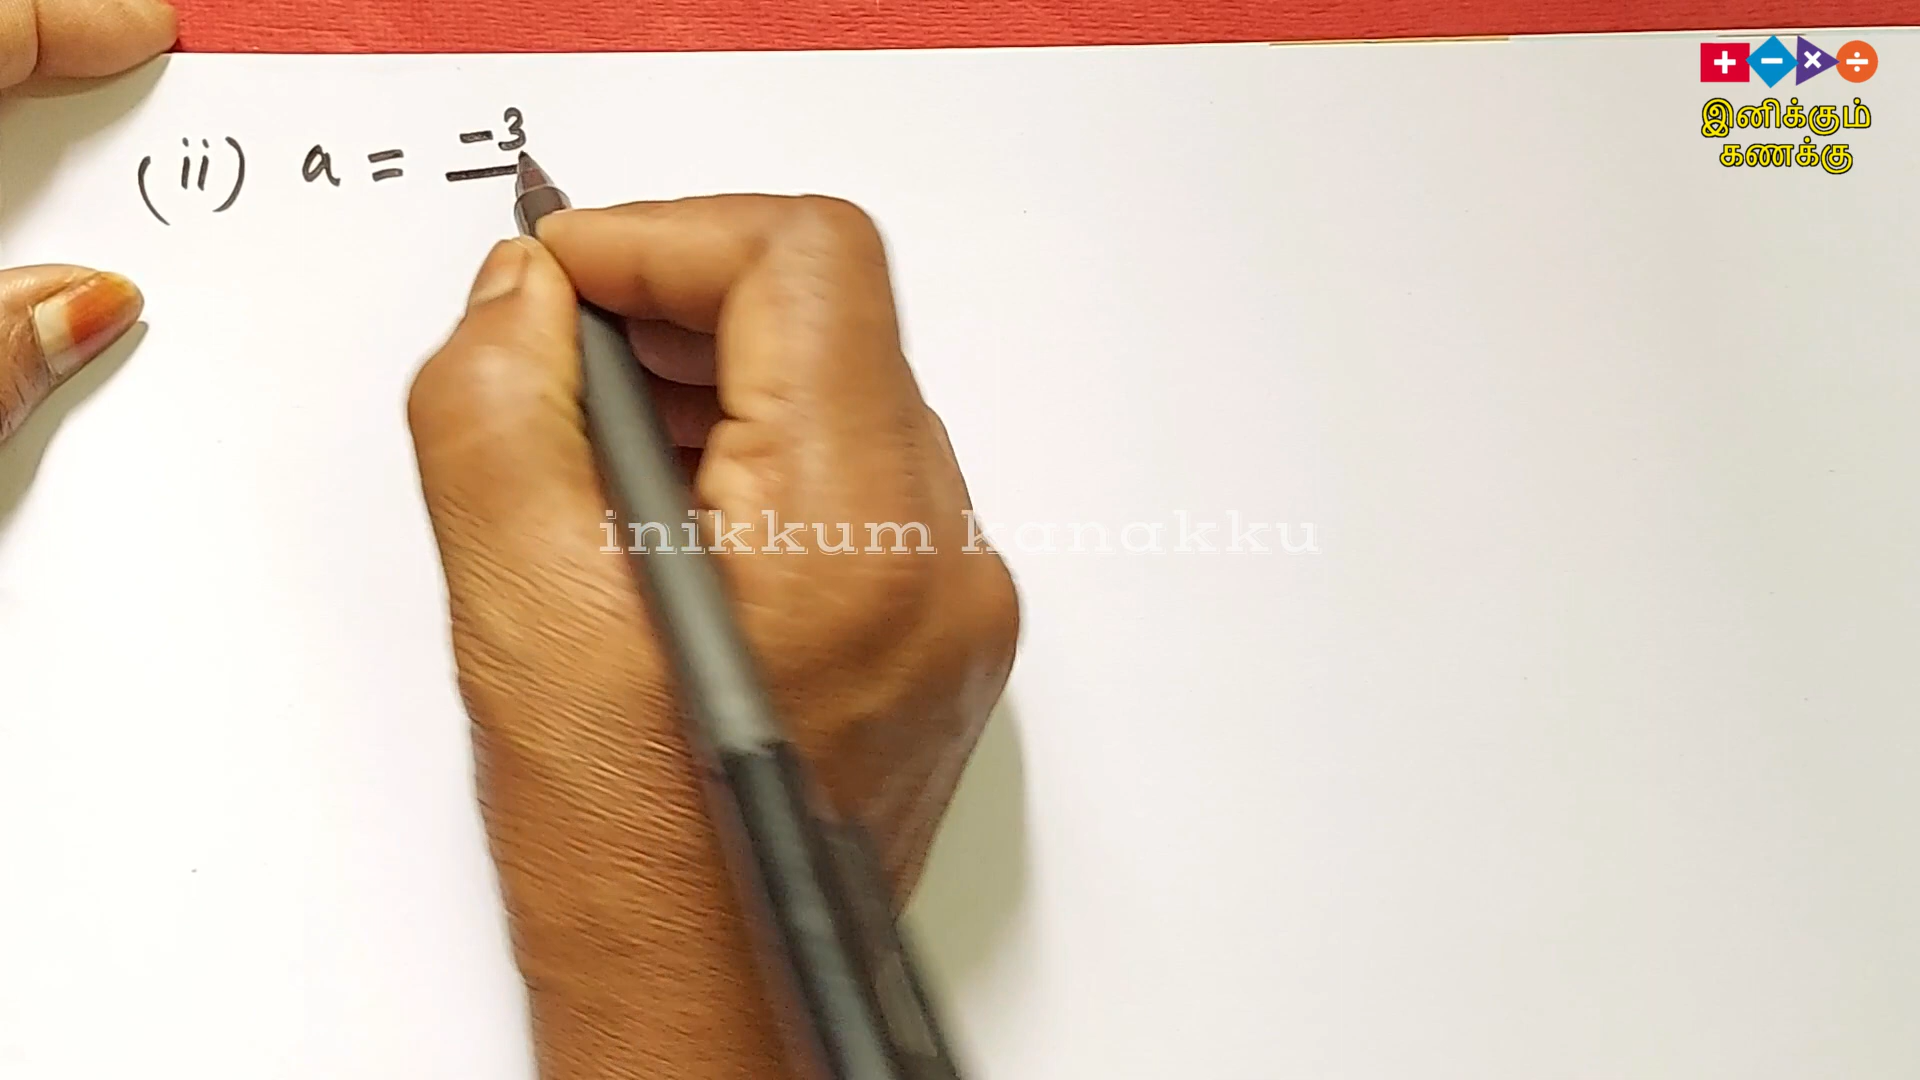 (ii) a = -3
இனிக்கும்
கணக்கு
inikkum kanakku